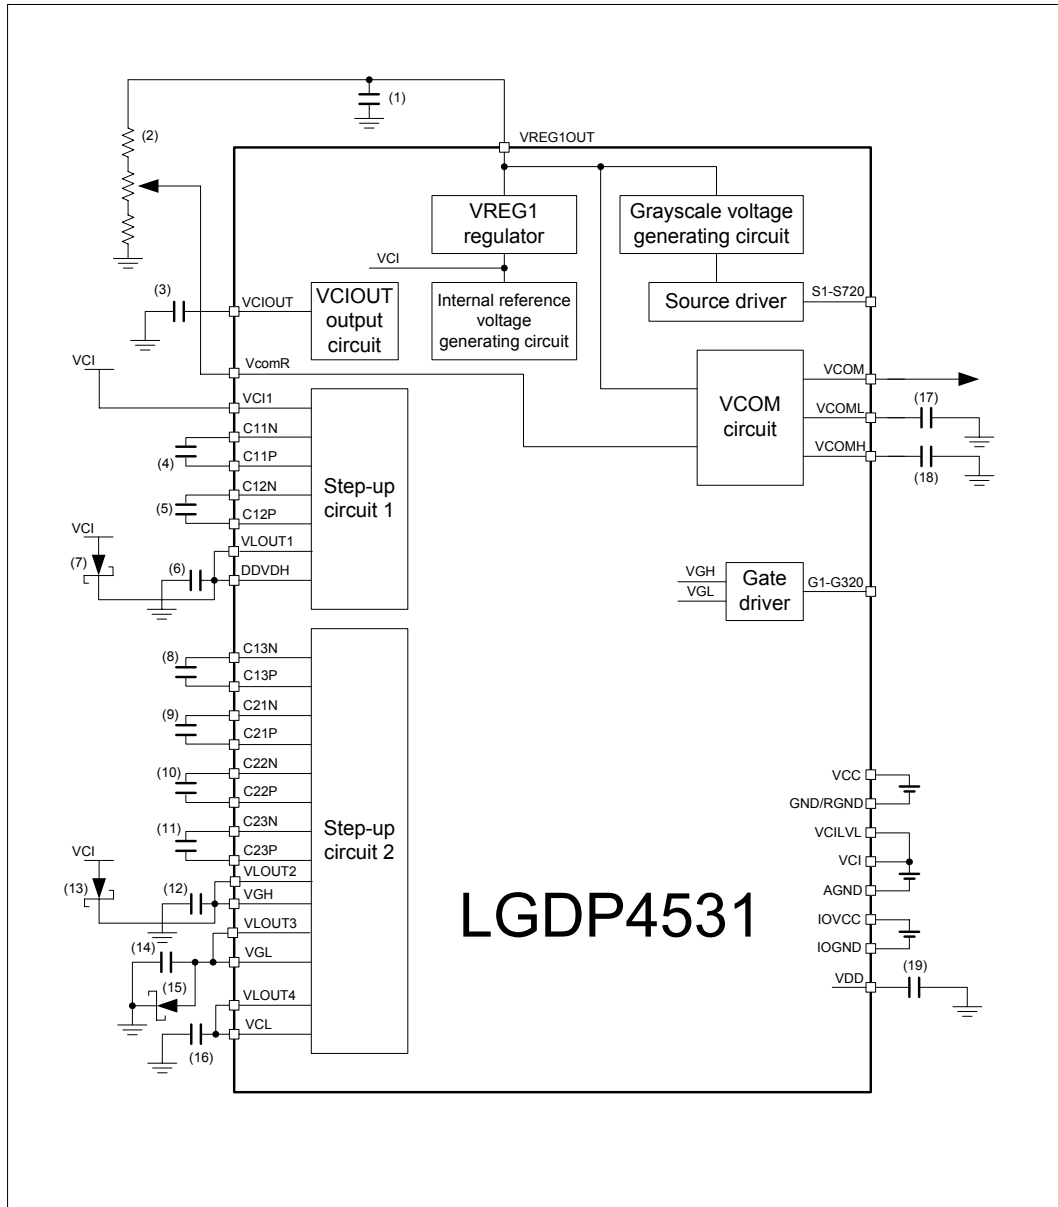 (1)
(2)
VREG1OUT
VREG1
regulator
Grayscale voltage
generating circuit
VCI
(3)
VCIOUT
VCIOUT
output
circuit
Internal reference
voltage
generating circuit
Source driver
S1-S720
VCI
VcomR
VCI1
VCOM
circuit
VCOM
VCOML
(17)
VCOMH
(18)
C11N
(4)
C11P
C12N
(5)
C12P
Step-up
circuit 1
VCI
(7)
VLOUT1
(6)
DDVDH
VGH
VGL
Gate
driver
G1-G320
C13N
(8)
C13P
C21N
(9)
C21P
C22N
(10)
C22P
C23N
(11)
C23P
Step-up
circuit 2
VCI
(13)
VLOUT2
(12)
VGH
VLOUT3
(14)
VGL
(15)
VLOUT4
VCL
(16)
VCC
GND/RGND
VCILVL
VCI
AGND
IOVCC
IOGND
VDD
(19)
LGDP4531